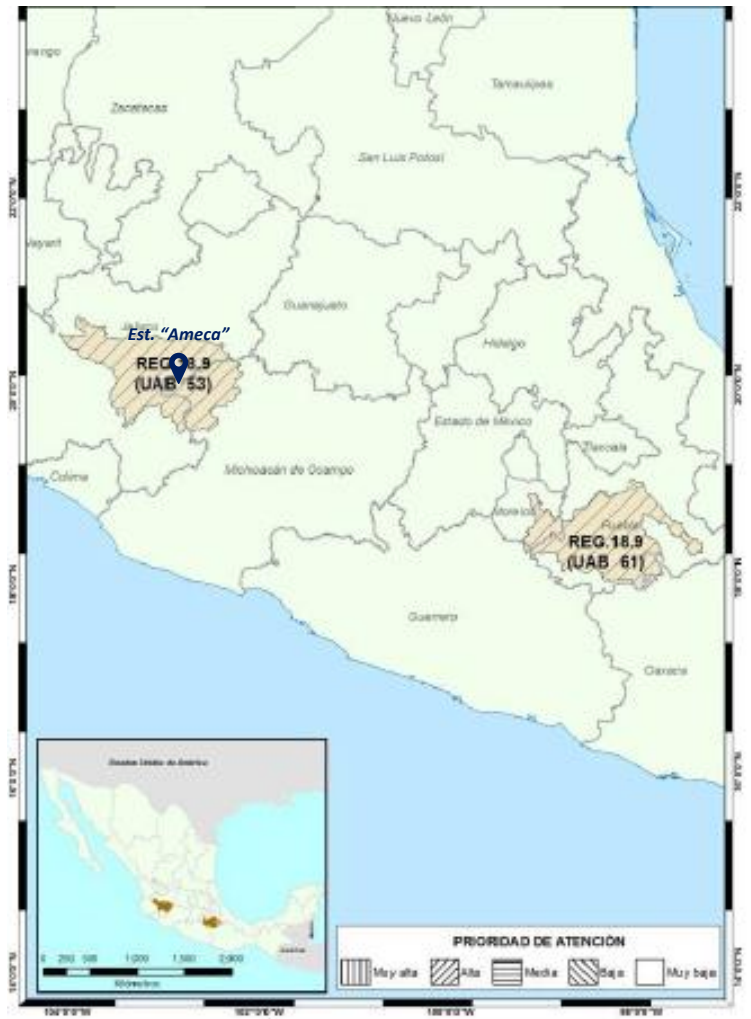 Nuevo León
Tamaulipas
Zacatecas
San Luis Potosí
Nayarit
Guanajuato
Est. "Ameca"
Hidalgo
(UAB 53)
Estado de México
Tlaxcala
Michoacán de Ocampo
Colima
Morelos
Puebla
REG.18.9
(UAB 61)
Guerrero
Oaxaca
Estados Unidos de América
0 250 500 1,000 1,500 2,000
Kilómetros
PRIORIDAD DE ATENCIÓN
Muy alta Alta Media Baja Muy baja